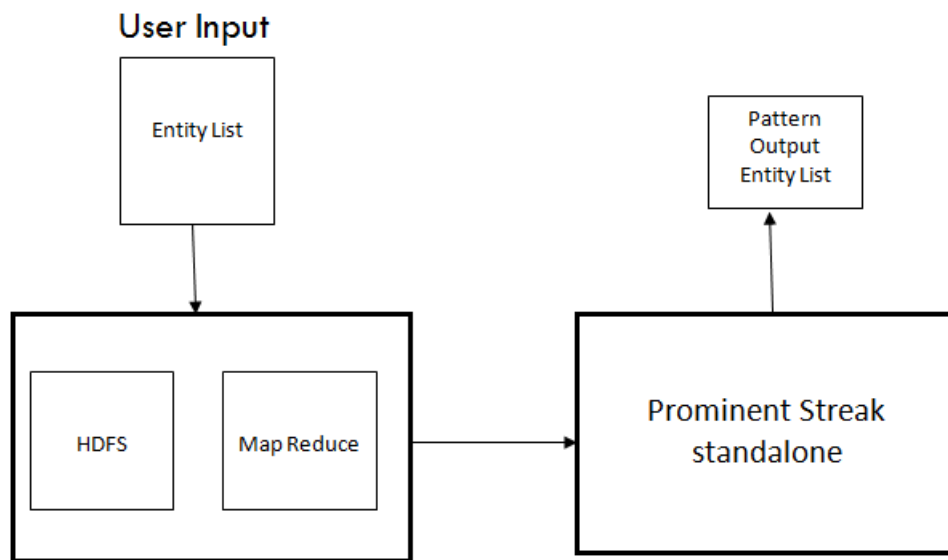 User Input
Entity List
Pattern
Output
Entity List
HDFS
Map Reduce
Prominent Streak
standalone